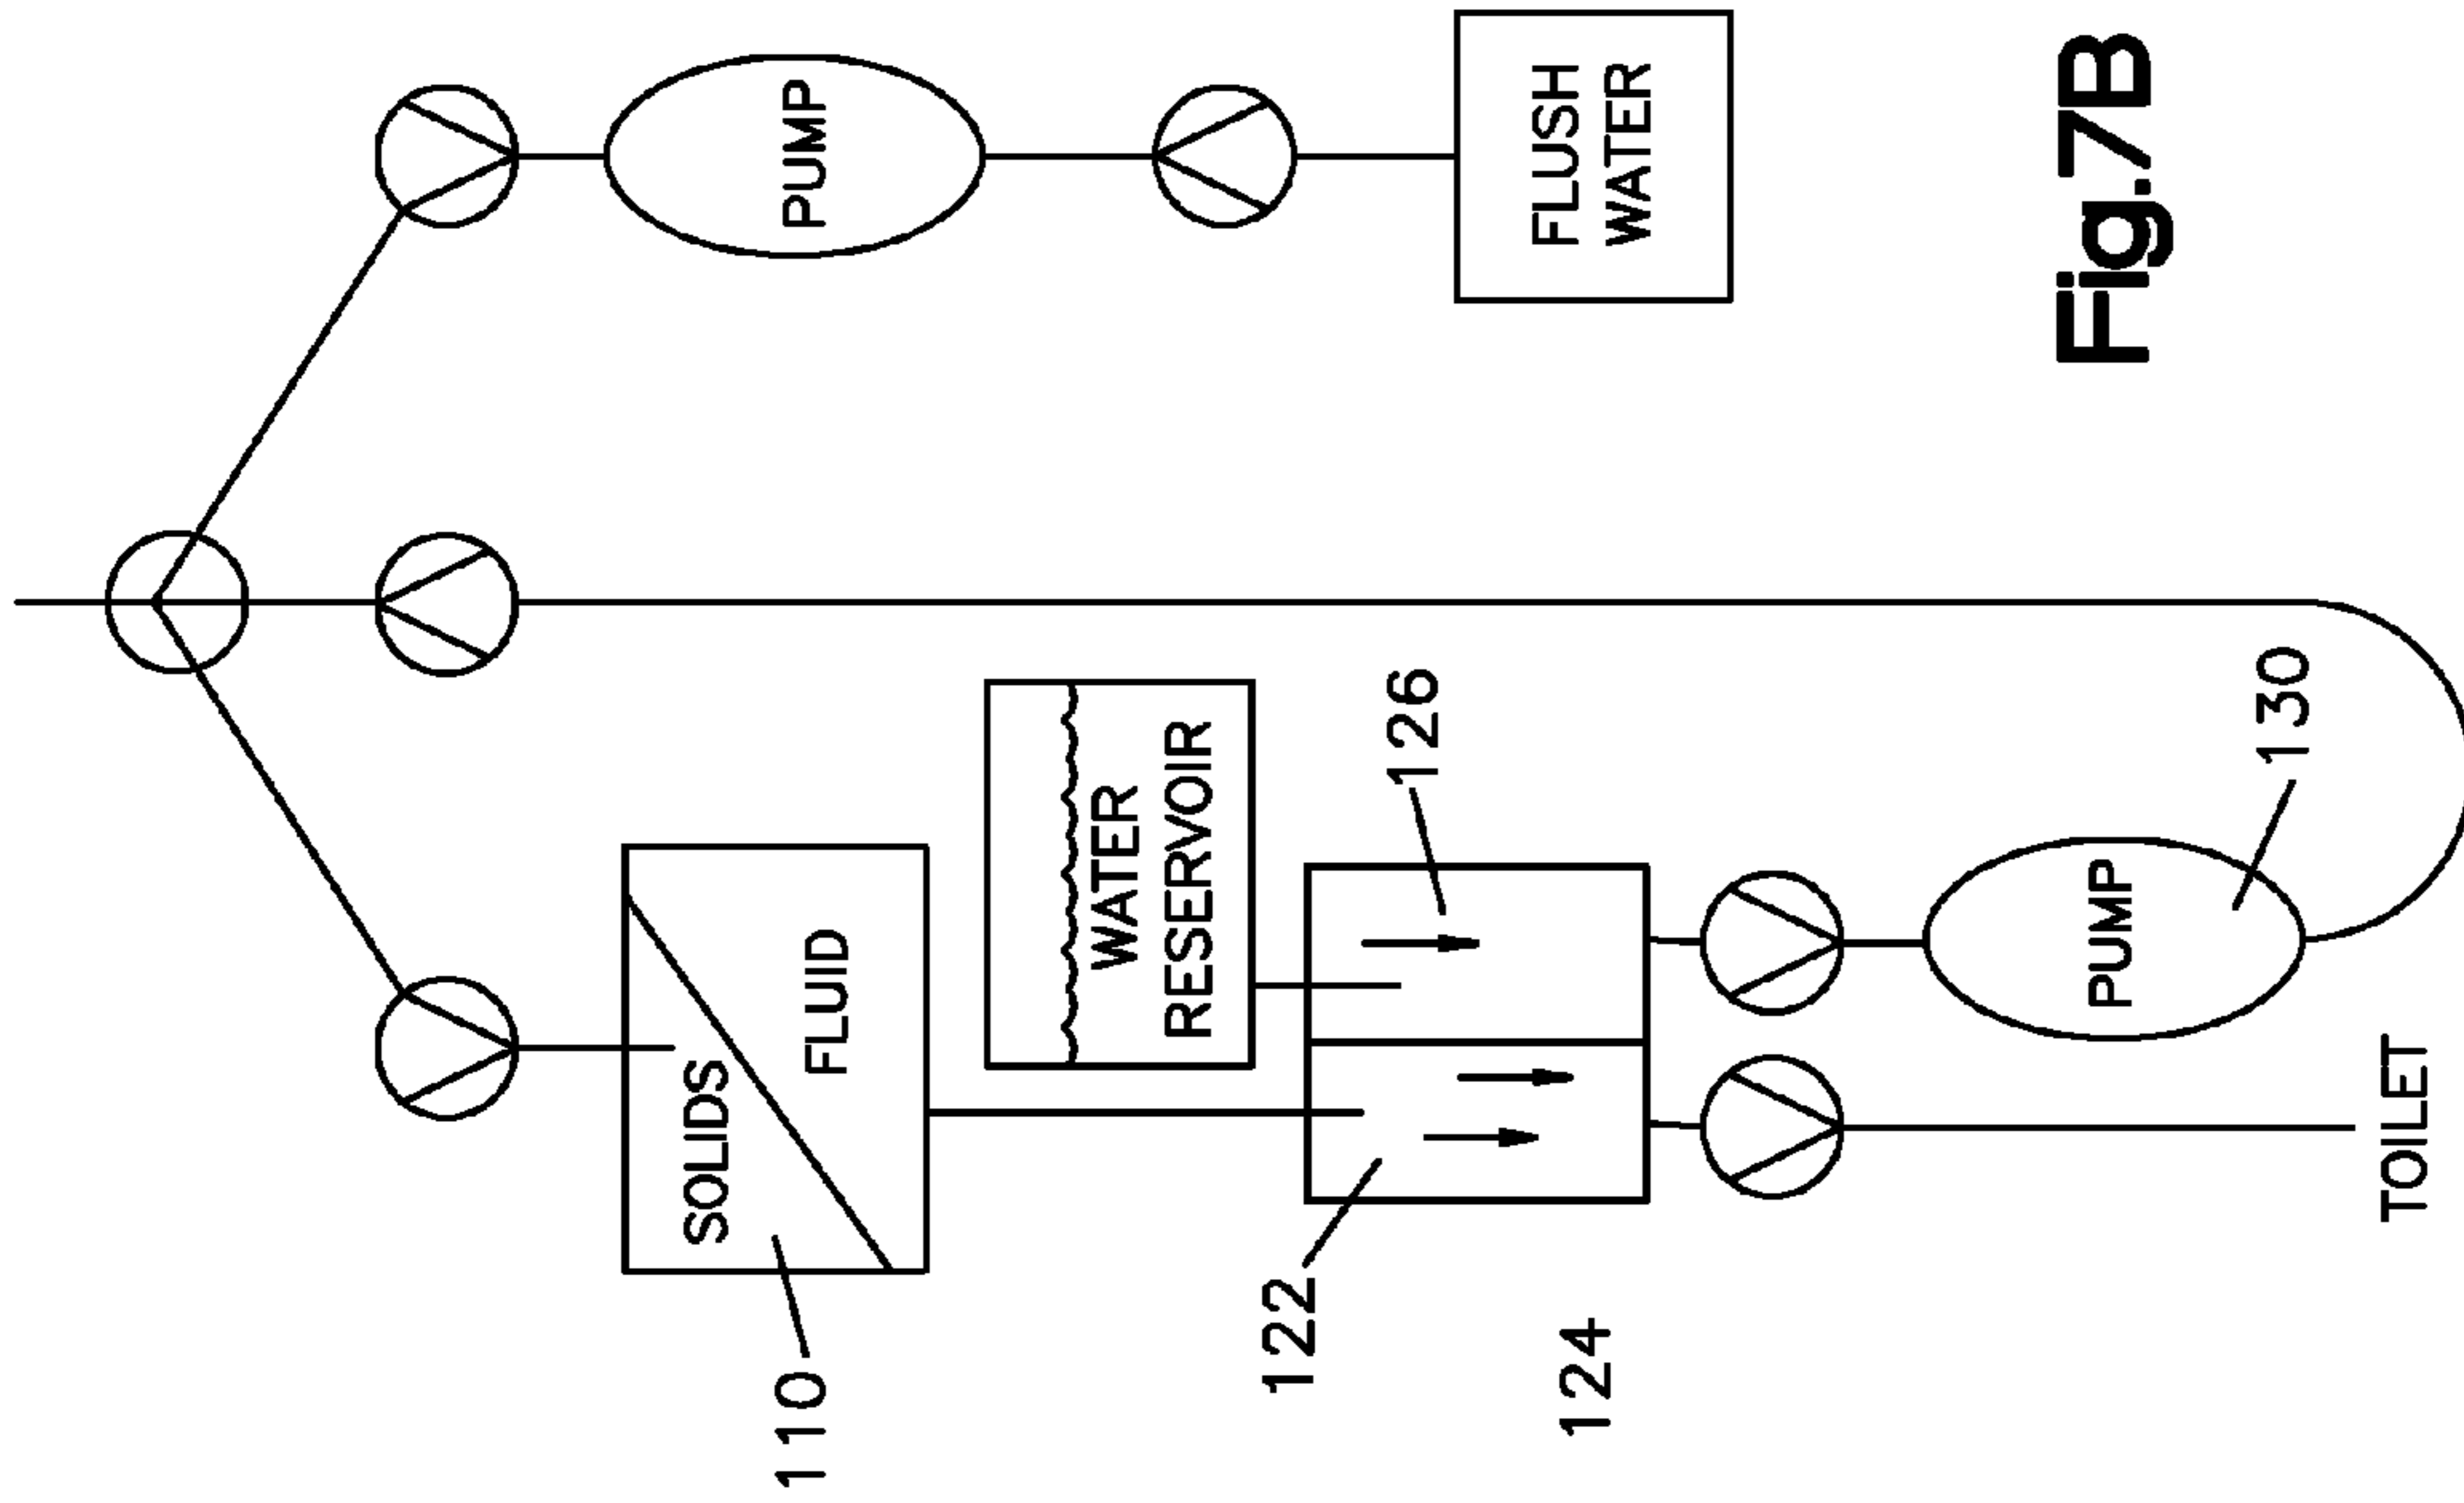 110
SOLIDS
FLUID
122
124
WATER
RESERVOIR
126
TOILET
PUMP
130
PUMP
FLUSH
WATER
Fig.7B